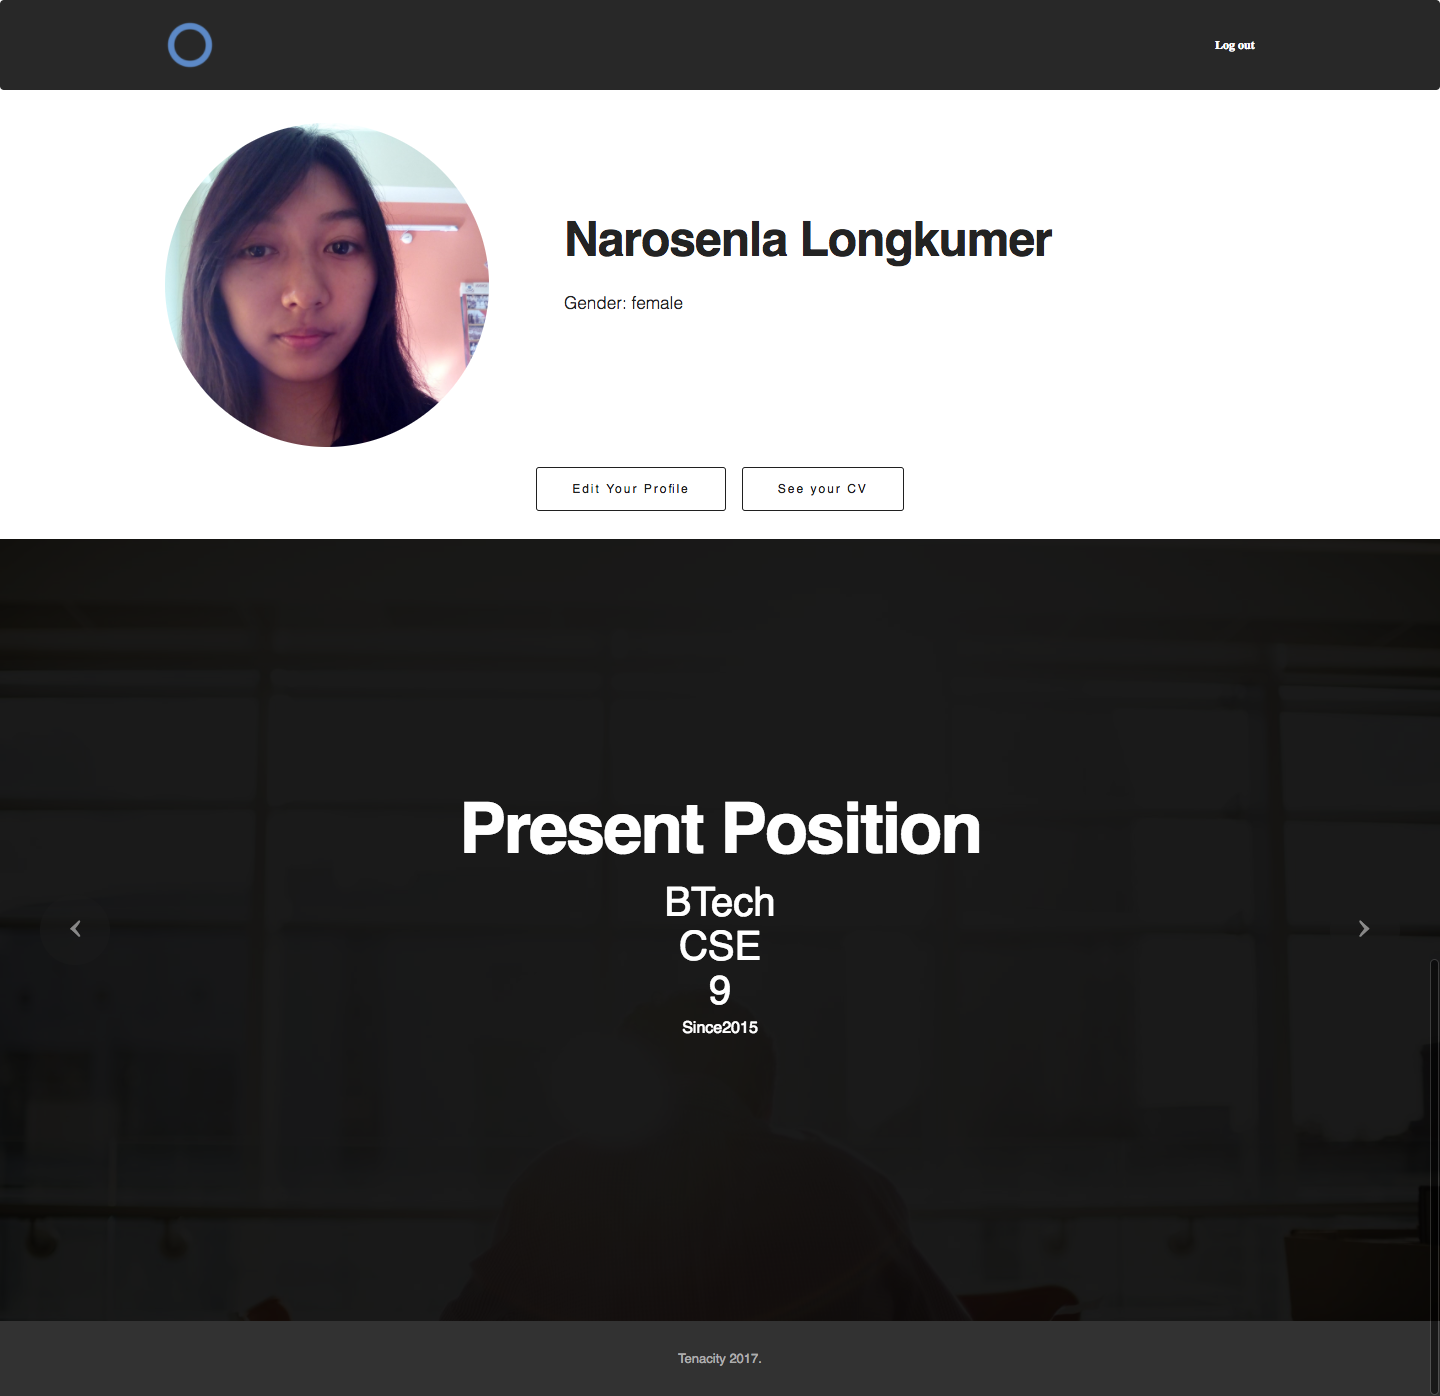 Log out
Narosenla Longkumer
Gender: female
Edit Your Profile
See your CV
Present Position
BTech
CSE
9
Since2015
Tenacity 2017.